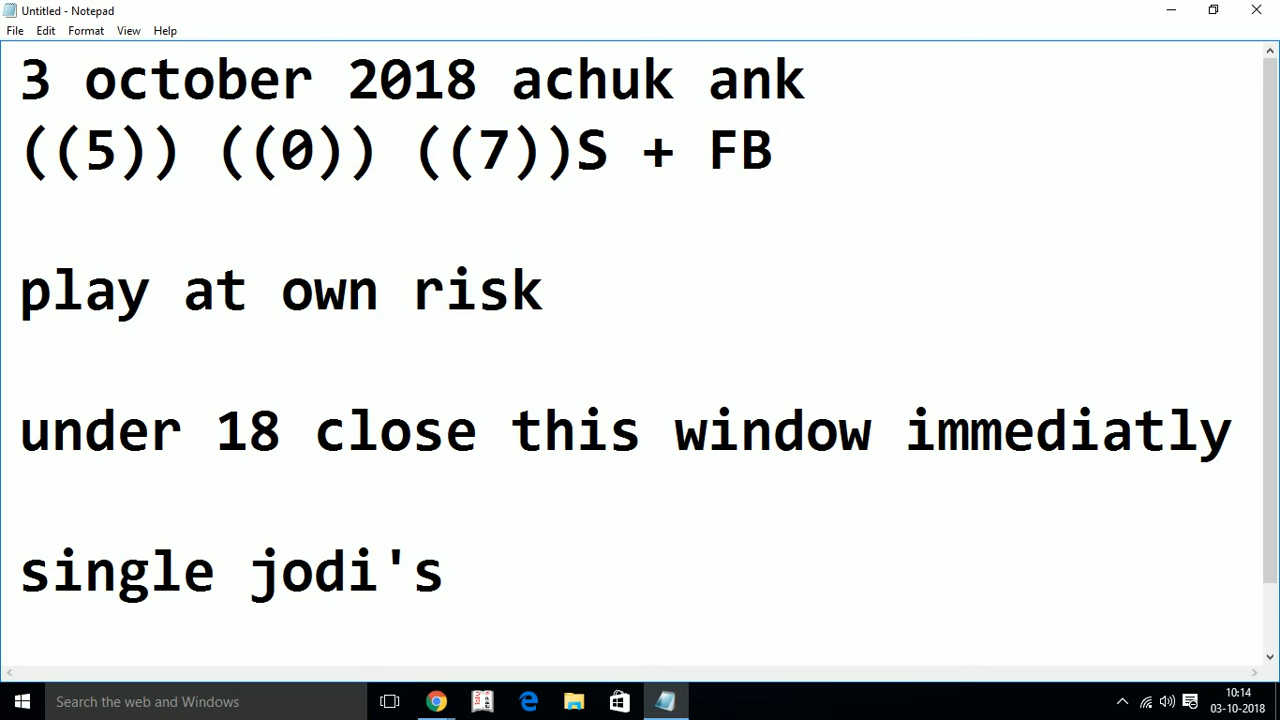 Untitled - Notepad
File Edit Format View Help
3 october 2018 achuk ank
((5)) ((0)) ((7))S + FB
play at own risk
under 18 close this window immediatly
single jodi's
Search the web and Windows
10:14
03-10-2018